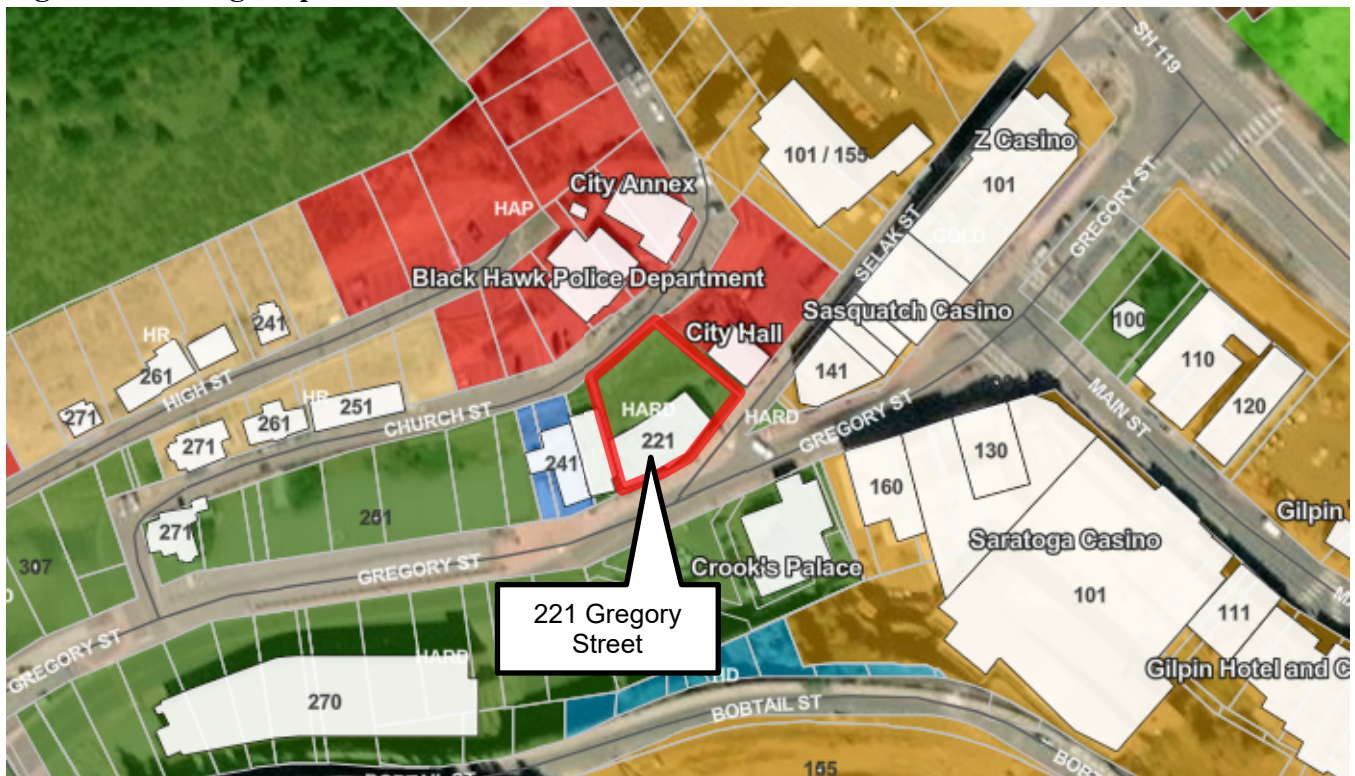 SH 119
Z Casino
101 / 155
101
City Annex
GREGORY ST
HAP
GOLD
SELAK ST
Black Hawk Police Department
Sasquatch Casino
City Hall
100
241
HR
110
261
141
MAIN ST
120
HIGH ST
271
HR
251
261
CHURCH ST
HARD
HARD
GREGORY ST
221
271
130
241
160
Gilpin
Saratoga Casino
271
307
GREGORY ST
Crook's Palace
101
111
221 Gregory
Street
GREGORY ST
HARD
HD
Gilpin Hotel and C
270
BOBTAIL ST
155